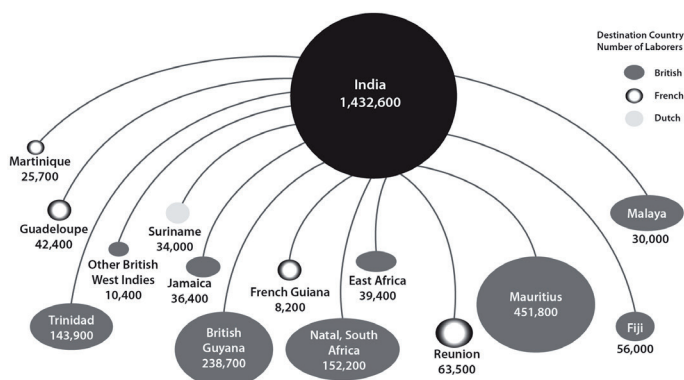 Destination Country
Number of Laborers
British
French
Dutch
India
1,432,600
Martinique
25,700
Guadeloupe
42,400
Trinidad
143,900
Other British
West Indies
10,400
Suriname
34,000
Jamaica
36,400
British
Guyana
238,700
French Guiana
8,200
Natal, South
Africa
152,200
East Africa
39,400
Reunion
63,500
Mauritius
451,800
Fiji
56,000
Malaya
30,000